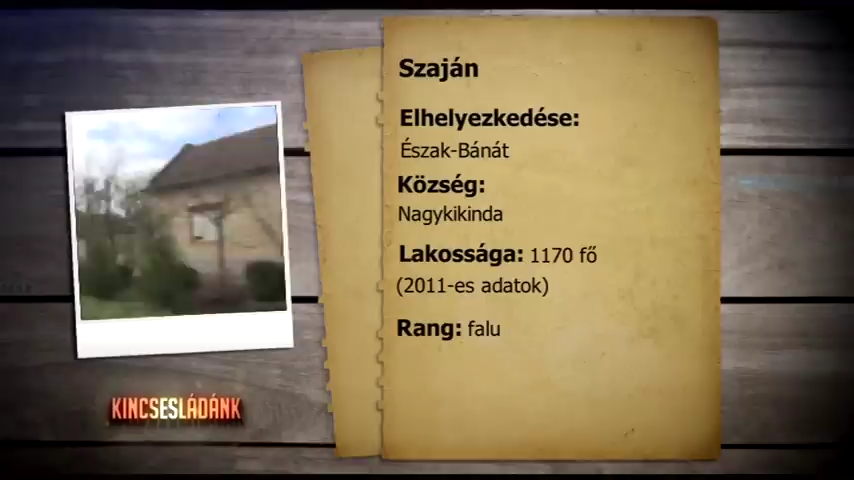 Szaján
Elhelyezkedése:
Észak-Bánát
Község:
Nagykikinda
Lakossága: 1170 fő
(2011-es adatok)
Rang: falu
KINCSESLÁDÁNK